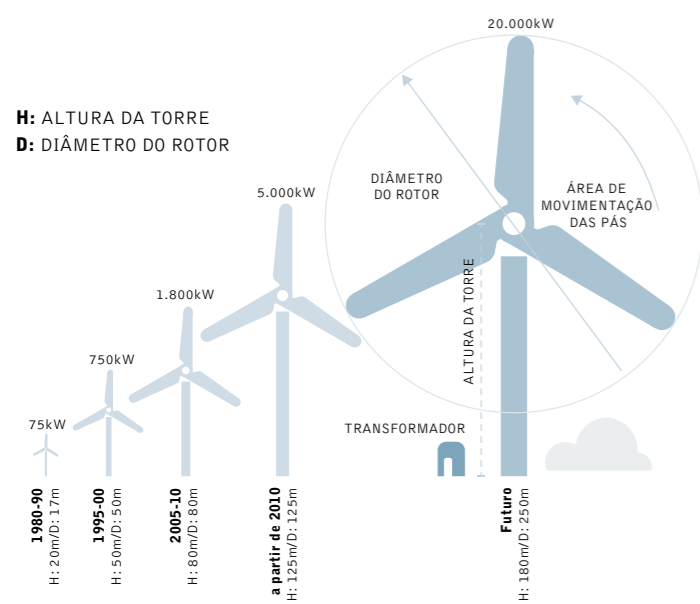 20.000kW
H: ALTURA DA TORRE
D: DIÂMETRO DO ROTOR
5.000kW
DIÂMETRO
DO ROTOR
ÁREA DE
MOVIMENTAÇÃO
DAS PÁS
1.800kW
ALTURA DA TORRE
750kW
75kW
TRANSFORMADOR
1980-90
H: 20m/D: 17m
1995-00
H: 50m/D: 50m
2005-10
H: 80m/D: 80m
a partir de 2010
H: 125m/D: 125m
Futuro
H: 180m/D: 250m